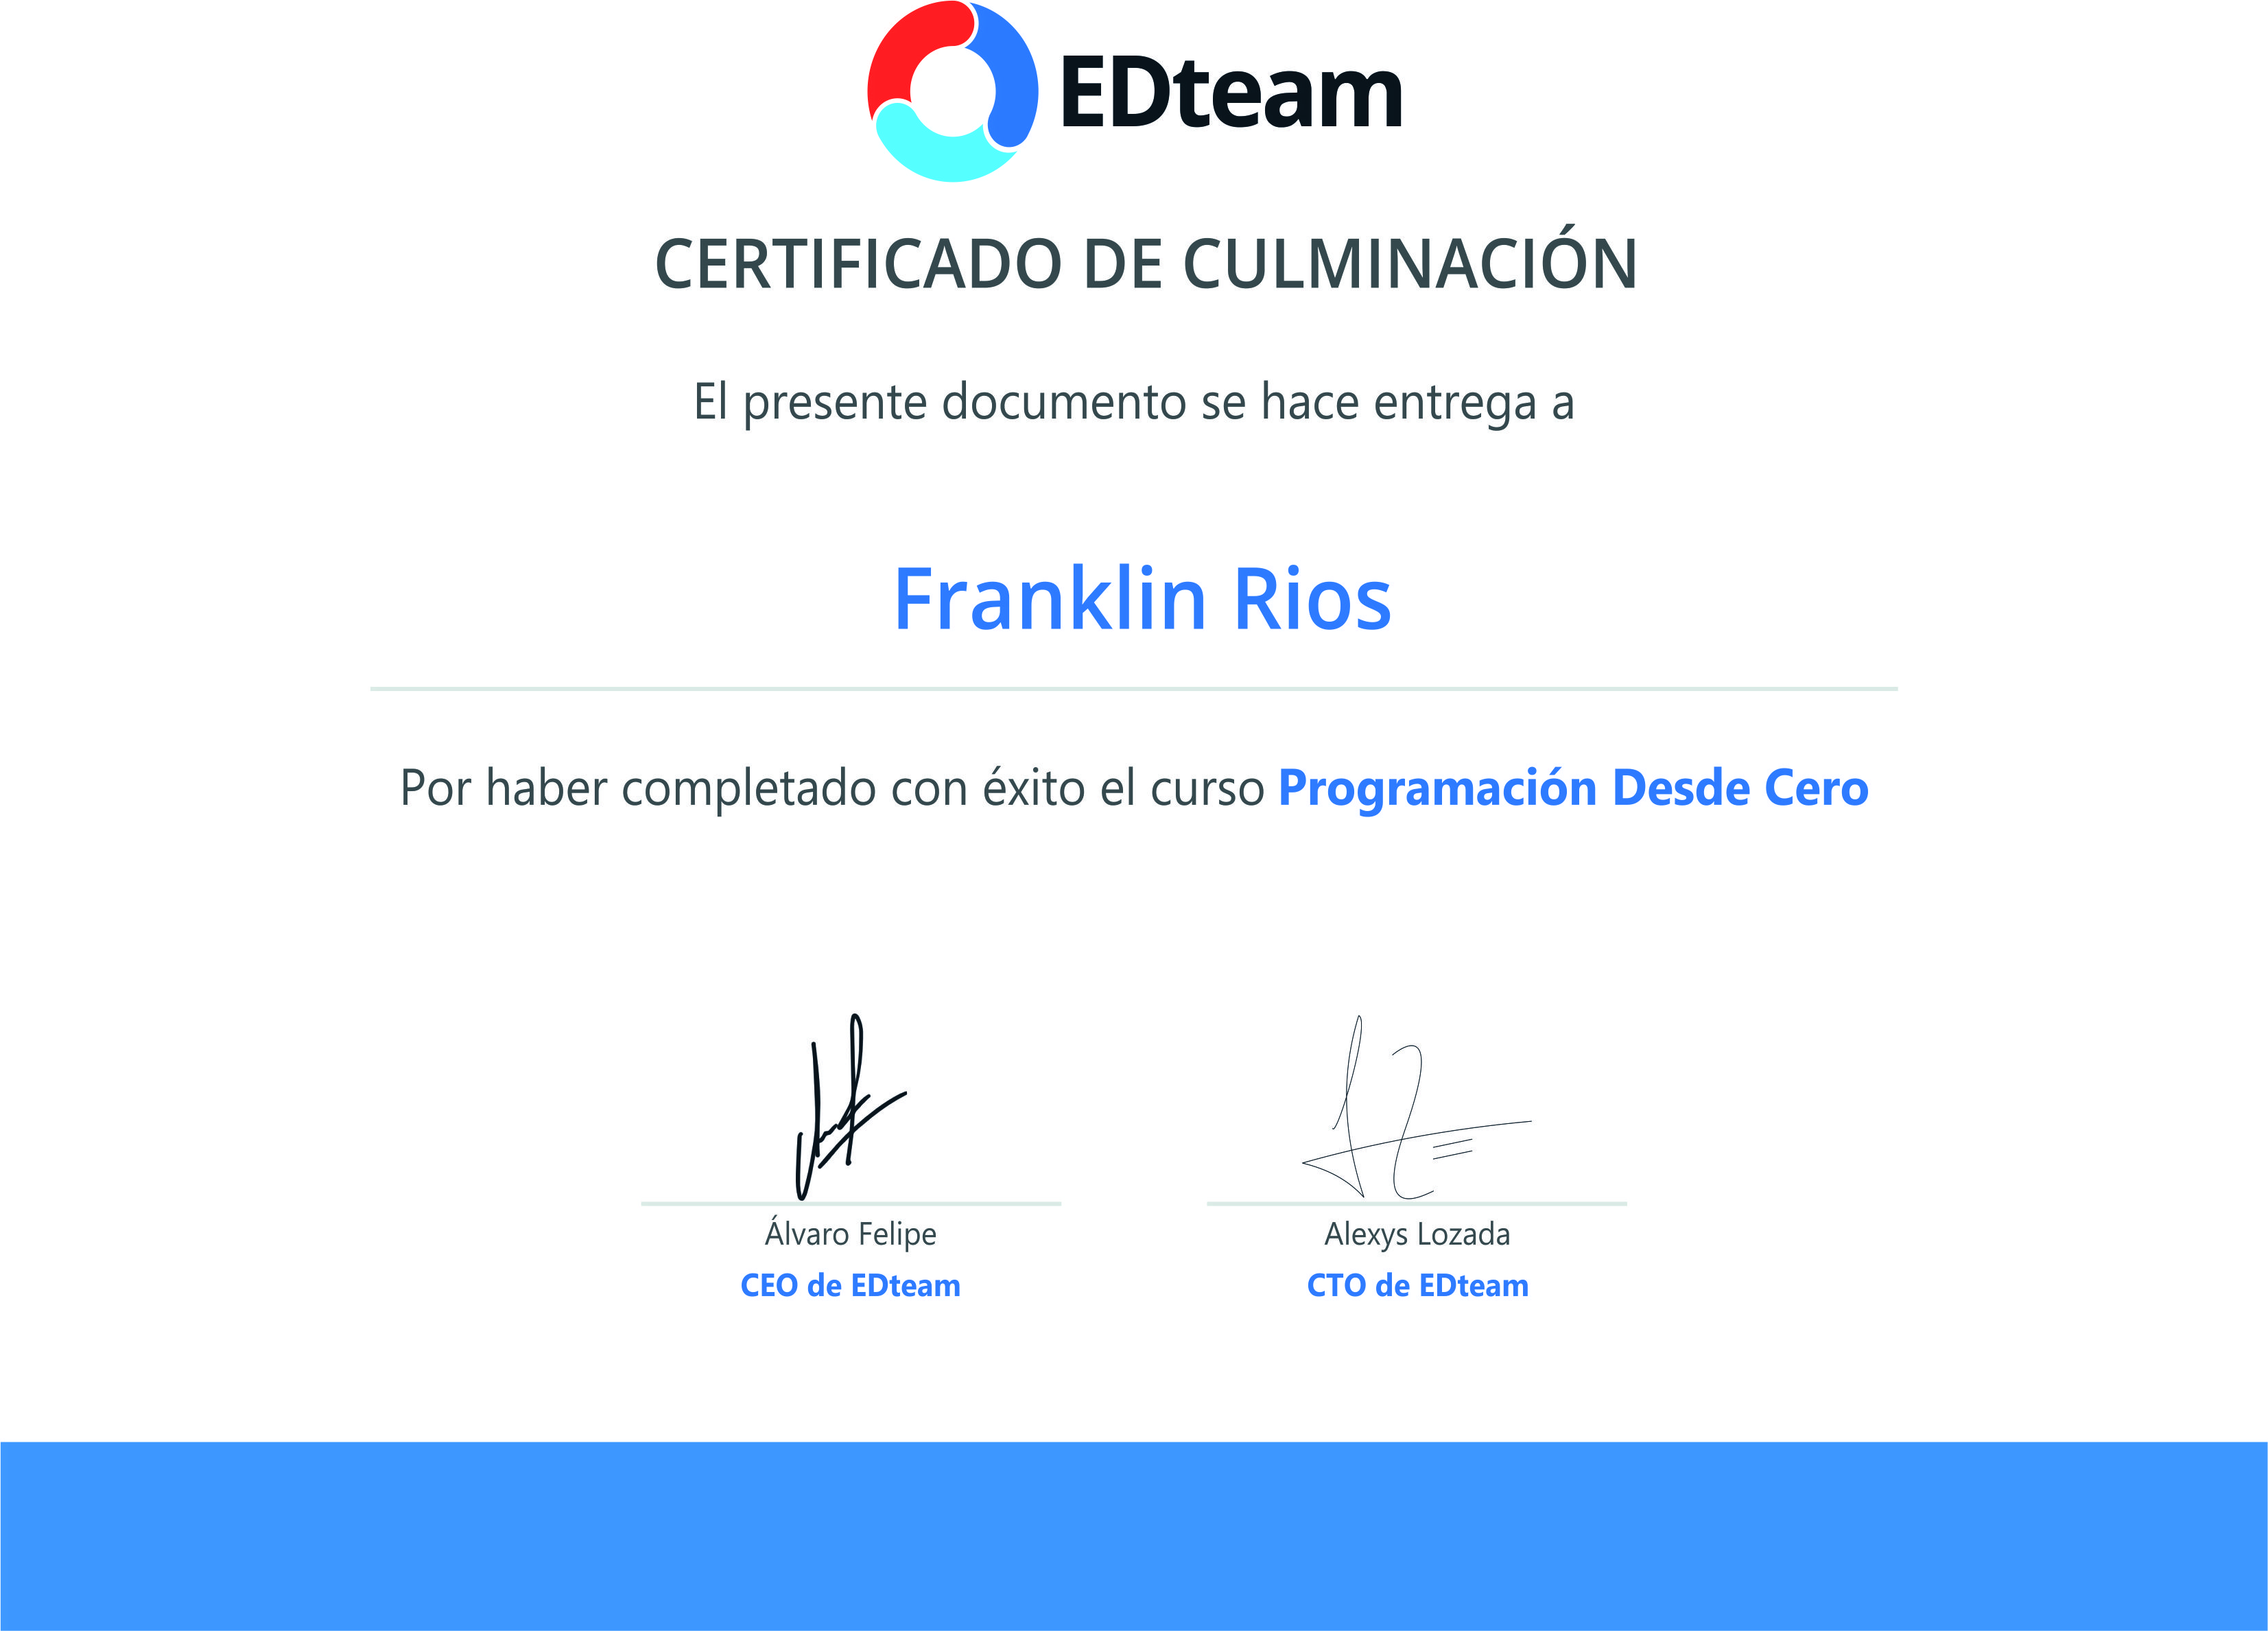 EDteam
CERTIFICADO DE CULMINACIÓN
El presente documento se hace entrega a
Franklin Rios
Por haber completado con éxito el curso Programación Desde Cero
Álvaro Felipe
CEO de EDteam
Alexys Lozada
CTO de EDteam